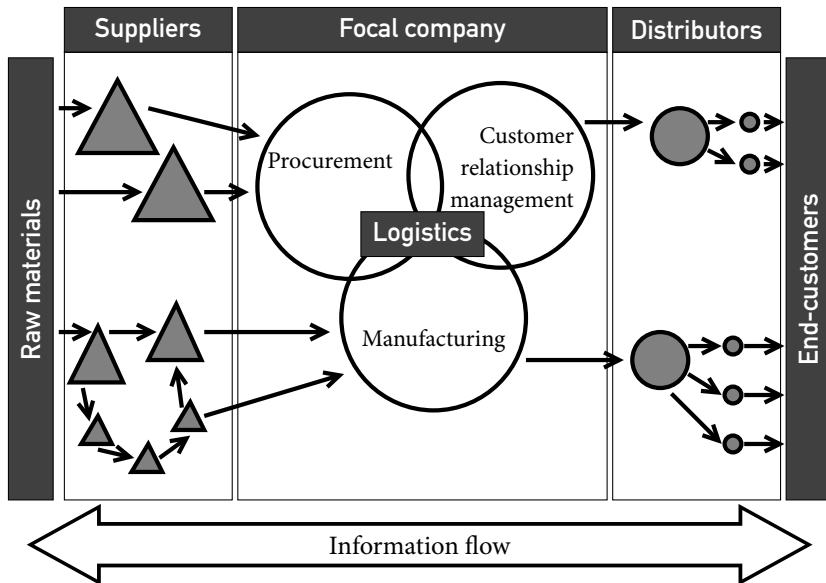 Suppliers
Focal company
Distributors
Raw materials
Procurement
Customer
relationship
management
Logistics
Manufacturing
End-customers
Information flow